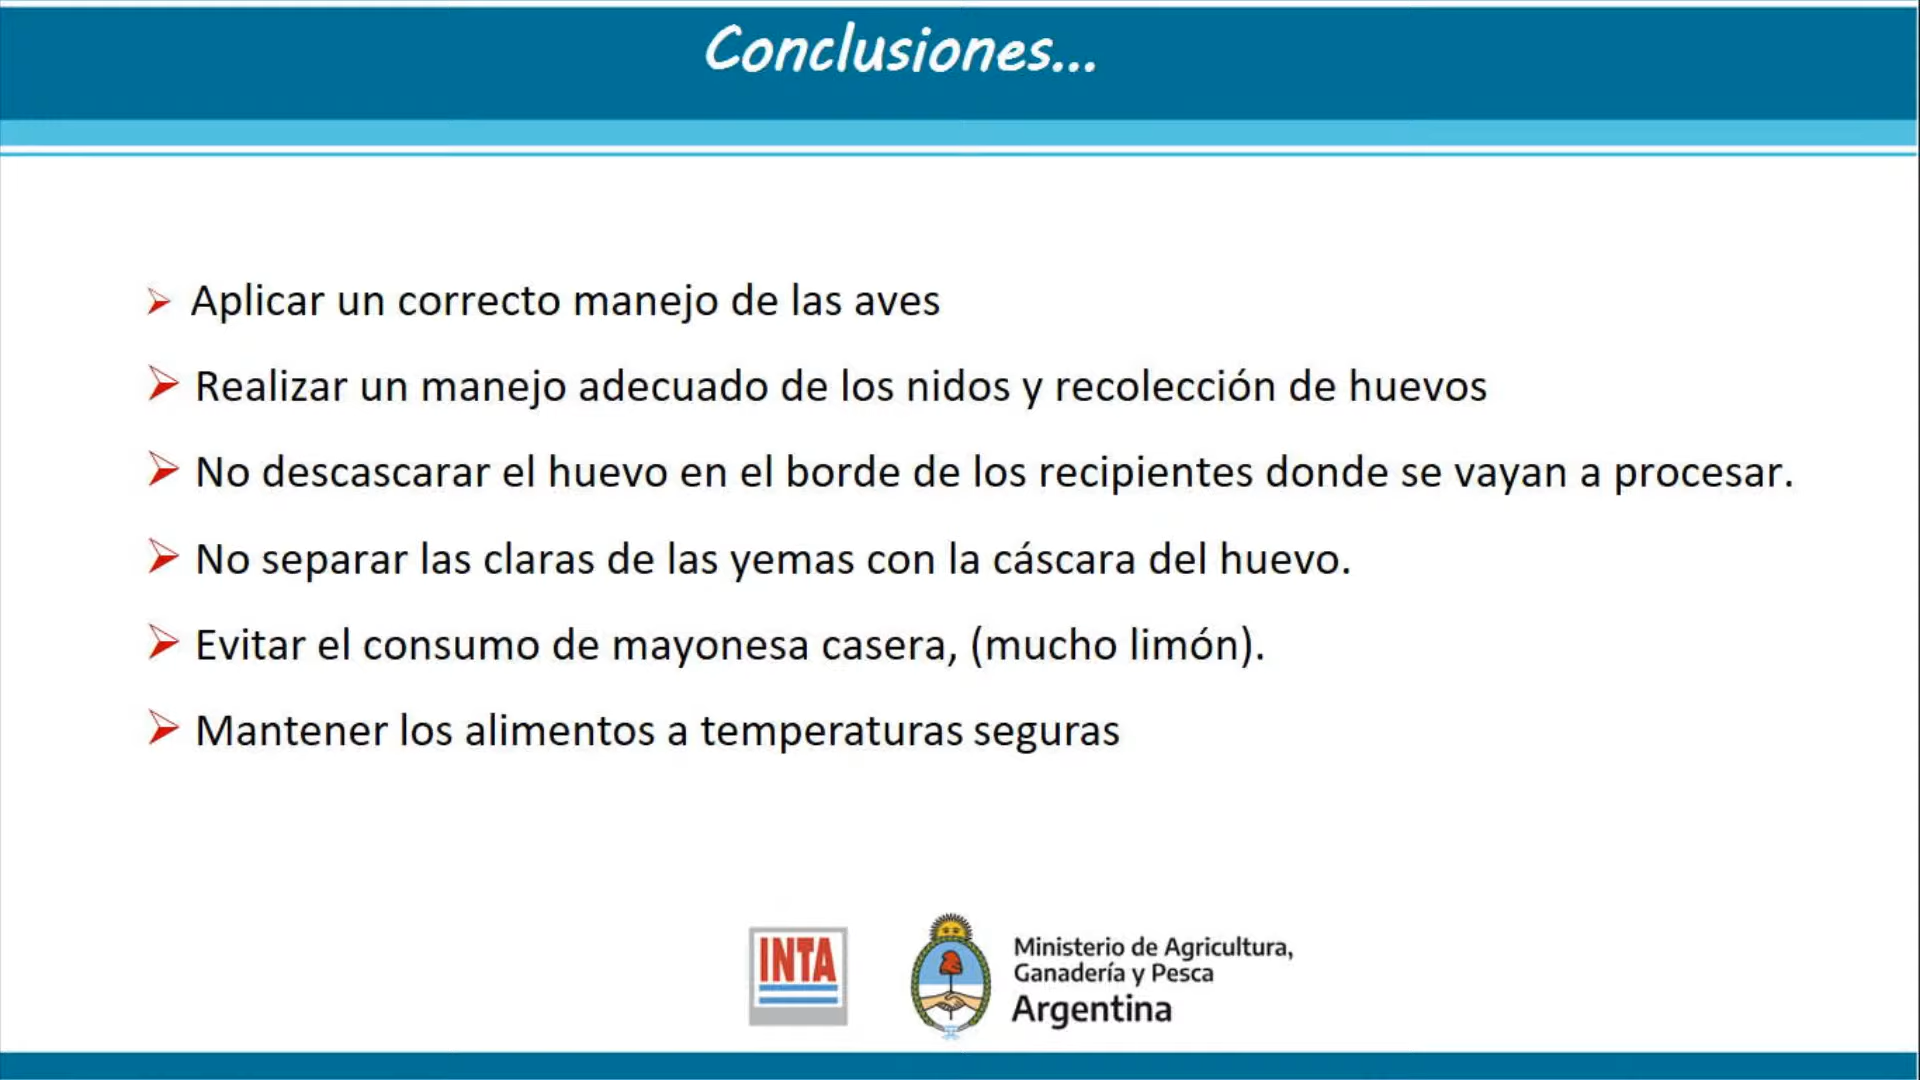 Conclusiones...
Aplicar un correcto manejo de las aves
Realizar un manejo adecuado de los nidos y recolección de huevos
No descascarar el huevo en el borde de los recipientes donde se vayan a procesar.
No separar las claras de las yemas con la cáscara del huevo.
Evitar el consumo de mayonesa casera, (mucho limón).
Mantener los alimentos a temperaturas seguras
INTA
Ministerio de Agricultura,
Ganadería y Pesca
Argentina